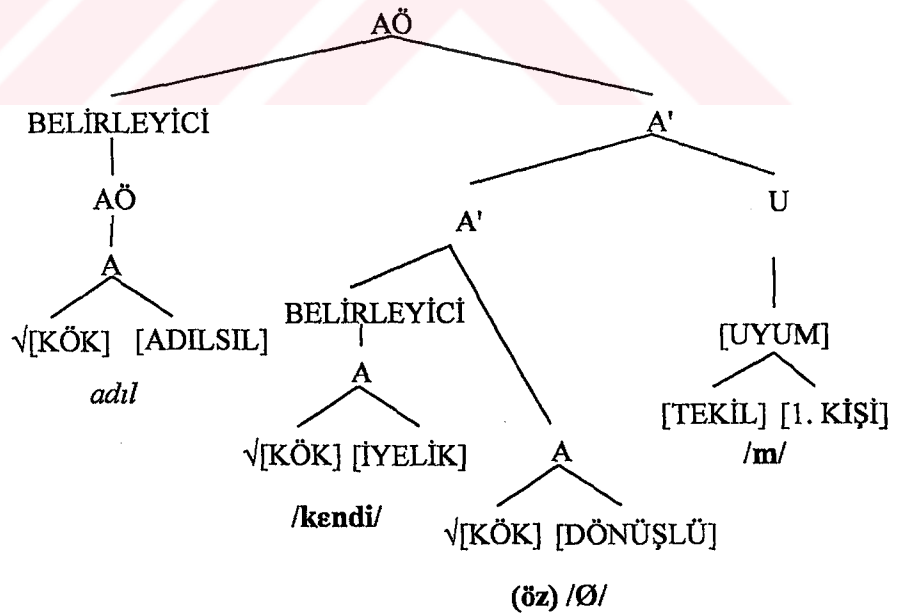 AÖ
BELİRLEYİCİ A'
AÖ A' U
A BELİRLEYİCİ [UYUM]
√[KÖK] [ADILSIL] A [TEKİL] [1. KİŞİ]
adıl √[KÖK] [İYELİK] A /m/
/kɛndi/ √[KÖK] [DÖNÜŞLÜ]
(öz) /Ø/